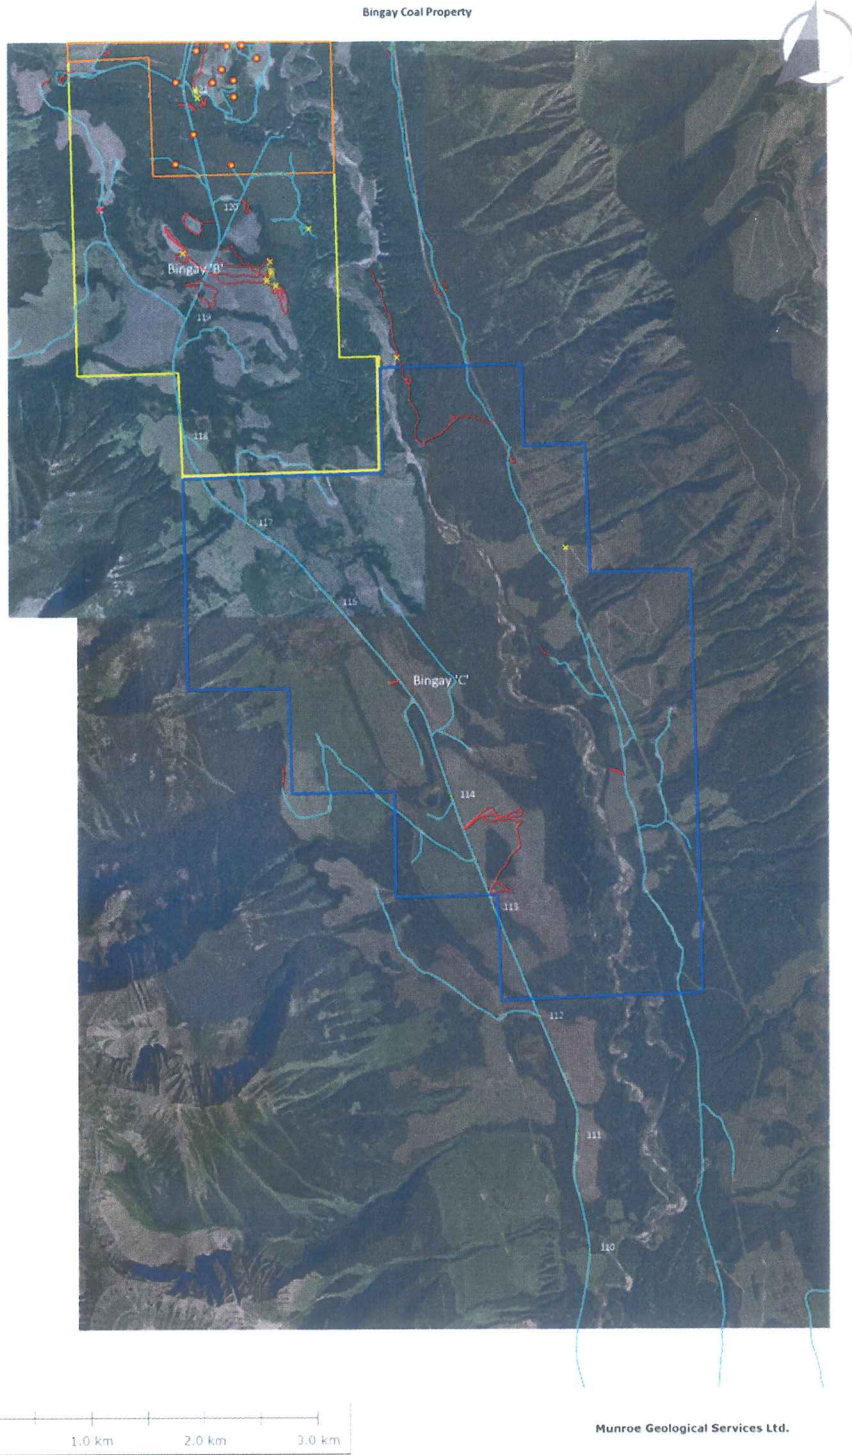 Bingay Coal Property
120
Bingay 'B'
119
118
117
116
Bingay 'C'
114
113
112
111
110
1.0 km 2.0 km 3.0 km
Munroe Geological Services Ltd.